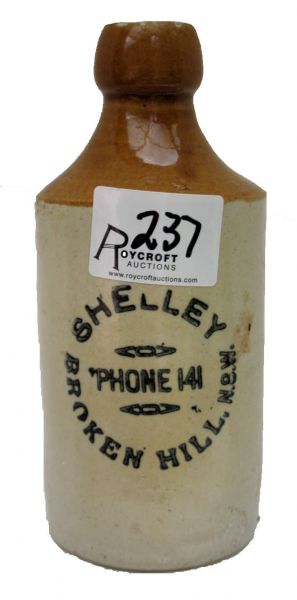 237
ROYCROFT
AUCTIONS
www.roycroftauctions.com
SHELLEY
'PHONE 141
BROKEN HILL. N.S.W.